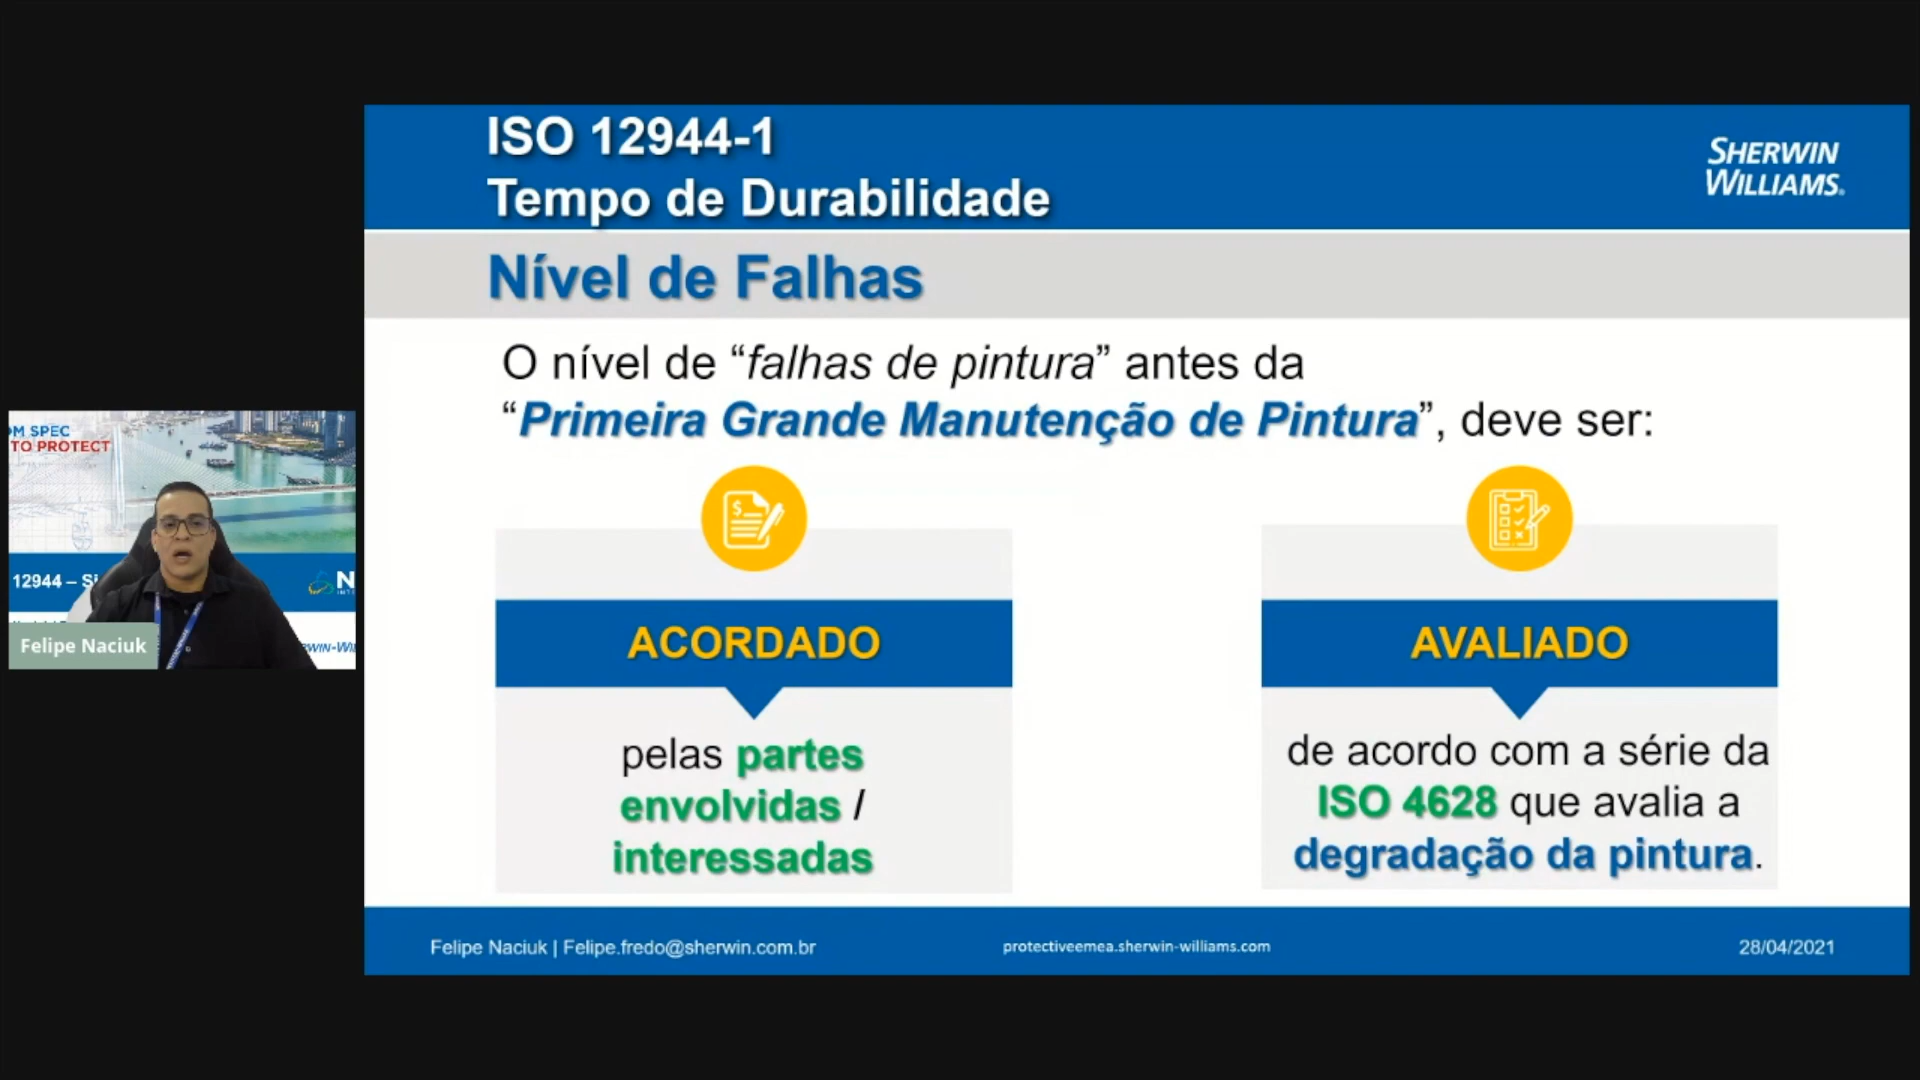 ISO 12944-1
Tempo de Durabilidade
SHERWIN
WILLIAMS.
Nível de Falhas
O nível de “falhas de pintura” antes da
“Primeira Grande Manutenção de Pintura”, deve ser:
ACORDADO
pelas partes
envolvidas /
interessadas
AVALIADO
de acordo com a série da
ISO 4628 que avalia a
degradação da pintura.
Felipe Naciuk | Felipe.fredo@sherwin.com.br
protectiveemea.sherwin-williams.com
28/04/2021
M SPEC
TO PROTECT
12944 – Si
N
Felipe Naciuk
RWIN-WI